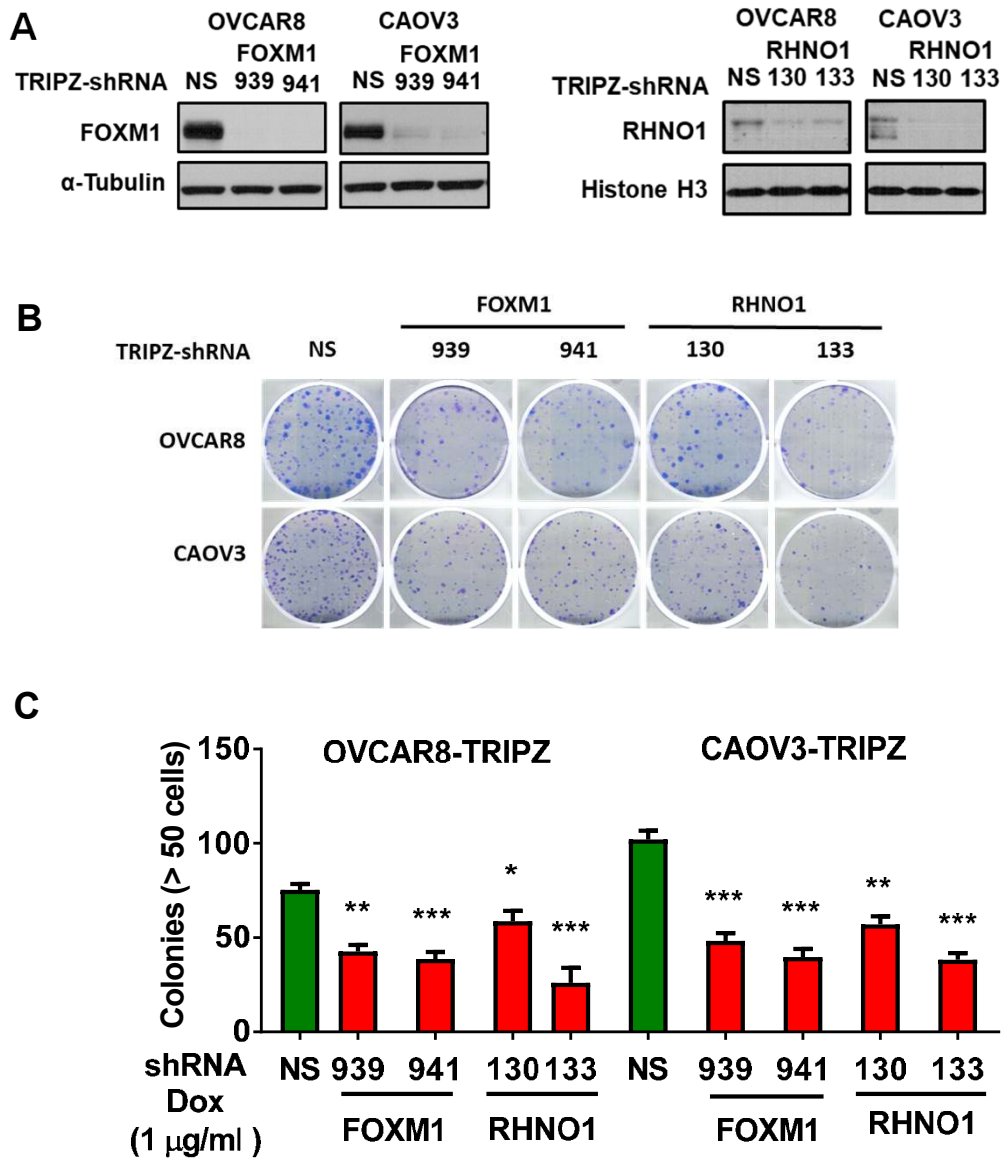 A
OVCAR8 CAOV3
FOXM1 FOXM1
TRIPZ-shRNA NS 939 941 NS 939 941
FOXM1
α-Tubulin
OVCAR8 CAOV3
RHNO1 RHNO1
TRIPZ-shRNA NS 130 133 NS 130 133
RHNO1
Histone H3
B
FOXM1 RHNO1
TRIPZ-shRNA NS 939 941 130 133
OVCAR8
CAOV3
C
OVCAR8-TRIPZ CAOV3-TRIPZ
Colonies (> 50 cells)
150
100
50
0
** *** * *** *** *** ** ***
shRNA NS 939 941 130 133 NS 939 941 130 133
Dox
(1 μg/ml )
FOXM1 RHNO1 FOXM1 RHNO1